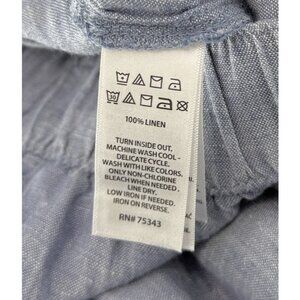 30
100% LINEN
TURN INSIDE OUT.
MACHINE WASH COOL -
DELICATE CYCLE.
WASH WITH LIKE COLORS.
ONLY NON-CHLORINE
BLEACH WHEN NEEDED.
LINE DRY.
LOW IRON IF NEEDED.
IRON ON REVERSE.
RN# 75343